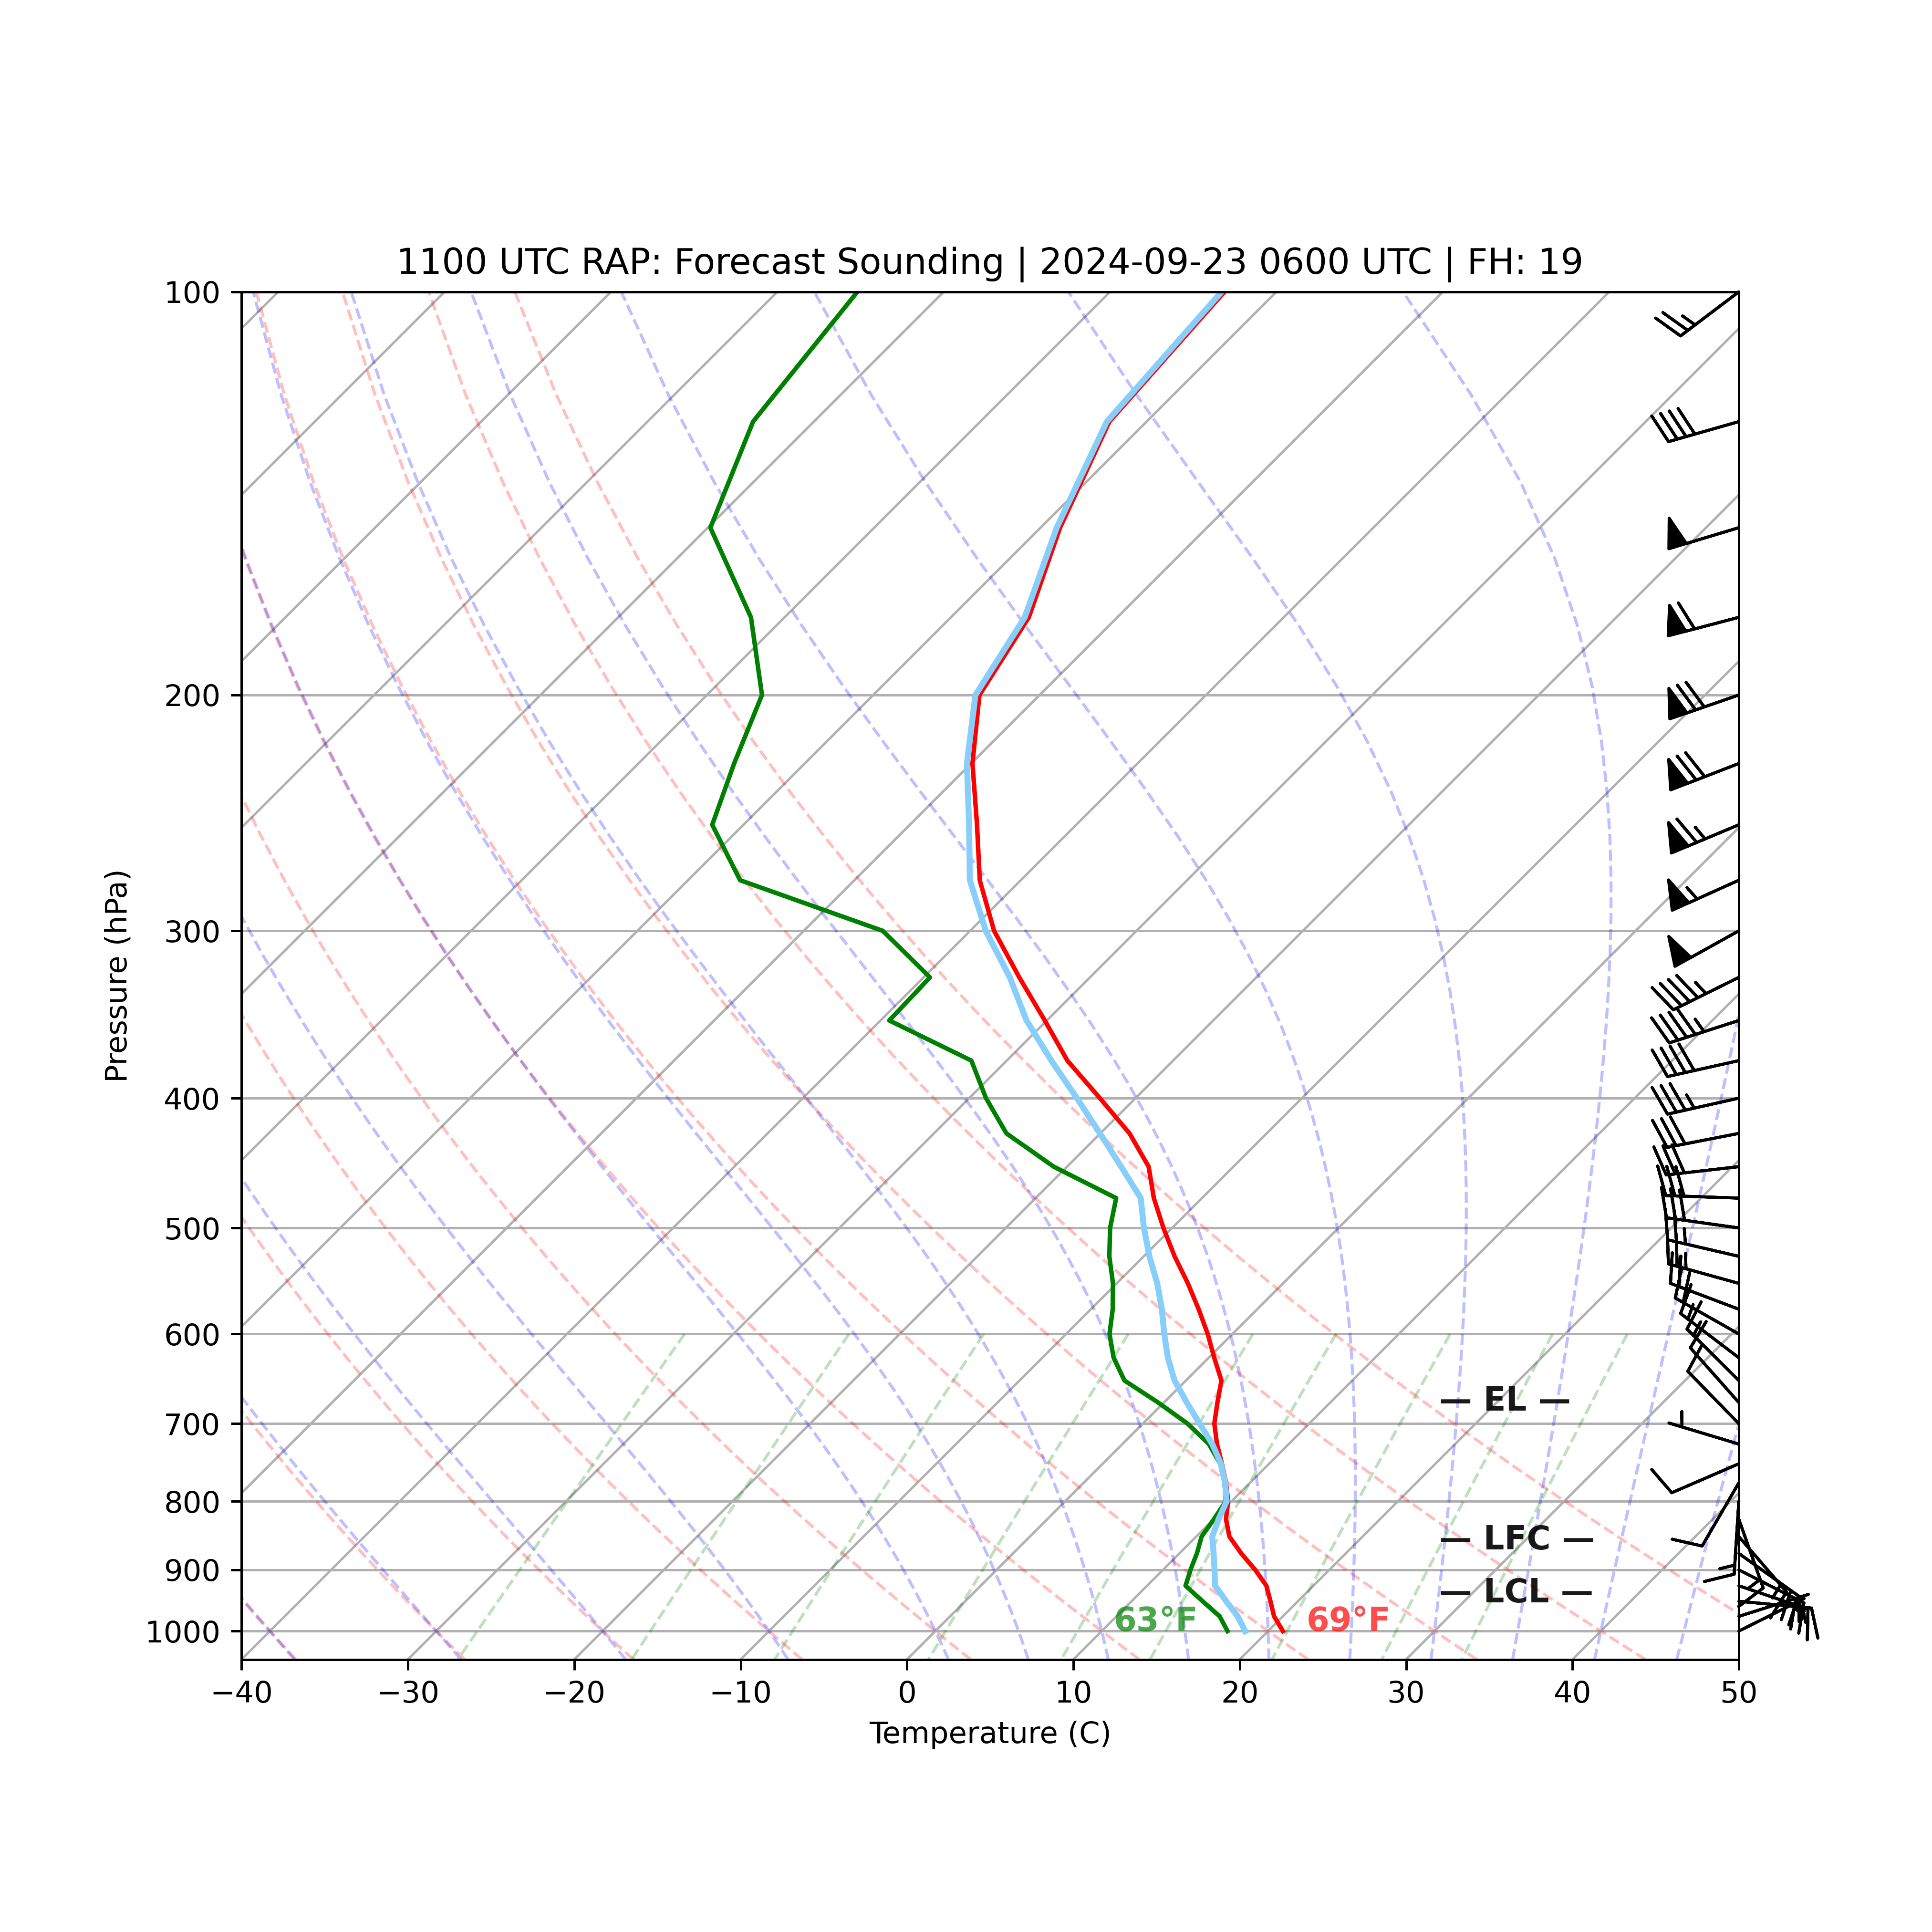 1100 UTC RAP: Forecast Sounding | 2024-09-23 0600 UTC | FH: 19
100
200
300
400
500
600
700
800
900
1000
Pressure (hPa)
— EL —
— LFC —
— LCL —
63°F
69°F
−40 −30 −20 −10 0 10 20 30 40 50
Temperature (C)